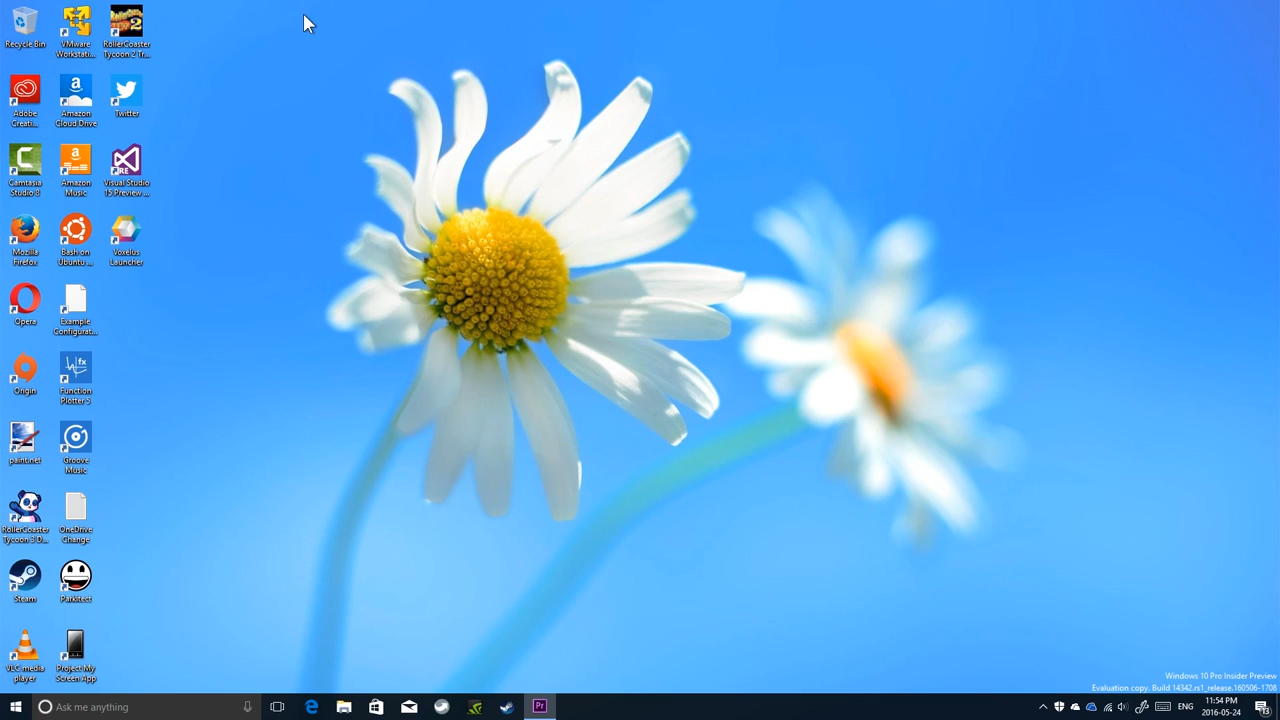 Recycle Bin
VMware Workstati...
RollerCoaster Tycoon 2 Tr...
Adobe Creati...
Amazon Cloud Drive
Twitter
Camtasia Studio 8
Amazon Music
Visual Studio 15 Preview ...
Mozilla Firefox
Bash on Ubuntu ...
Voxelus Launcher
Opera
Example Configurat...
Origin
Function Plotter 5
paint.net
Groove Music
RollerCoaster Tycoon 3 D...
OneDrive Change
Steam
Parkitect
VLC media player
Project My Screen App
Windows 10 Pro Insider Preview
Evaluation copy. Build 14342.rs1_release.160506-1708
Ask me anything
Pr
ENG
11:54 PM
2016-05-24
13